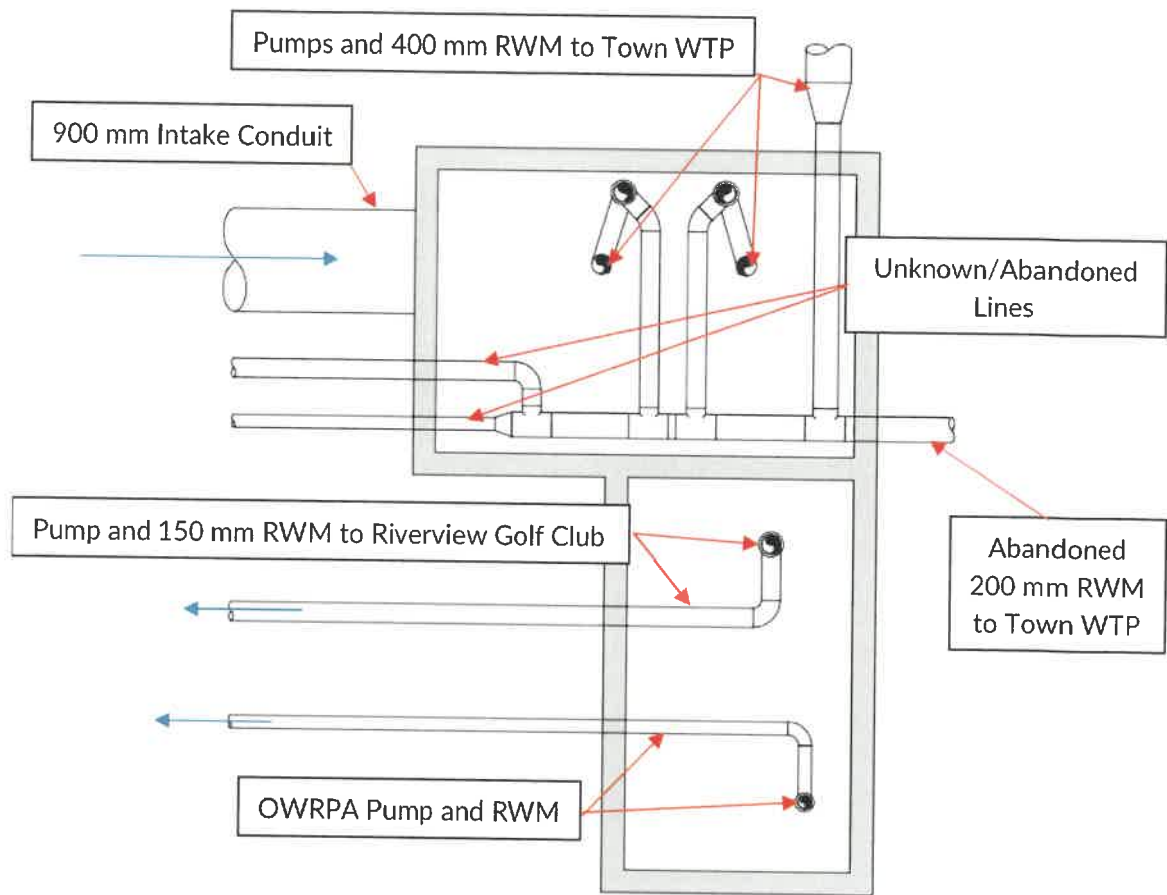 Pumps and 400 mm RWM to Town WTP
900 mm Intake Conduit
Unknown/Abandoned
Lines
Pump and 150 mm RWM to Riverview Golf Club
Abandoned
200 mm RWM
to Town WTP
OWRPA Pump and RWM